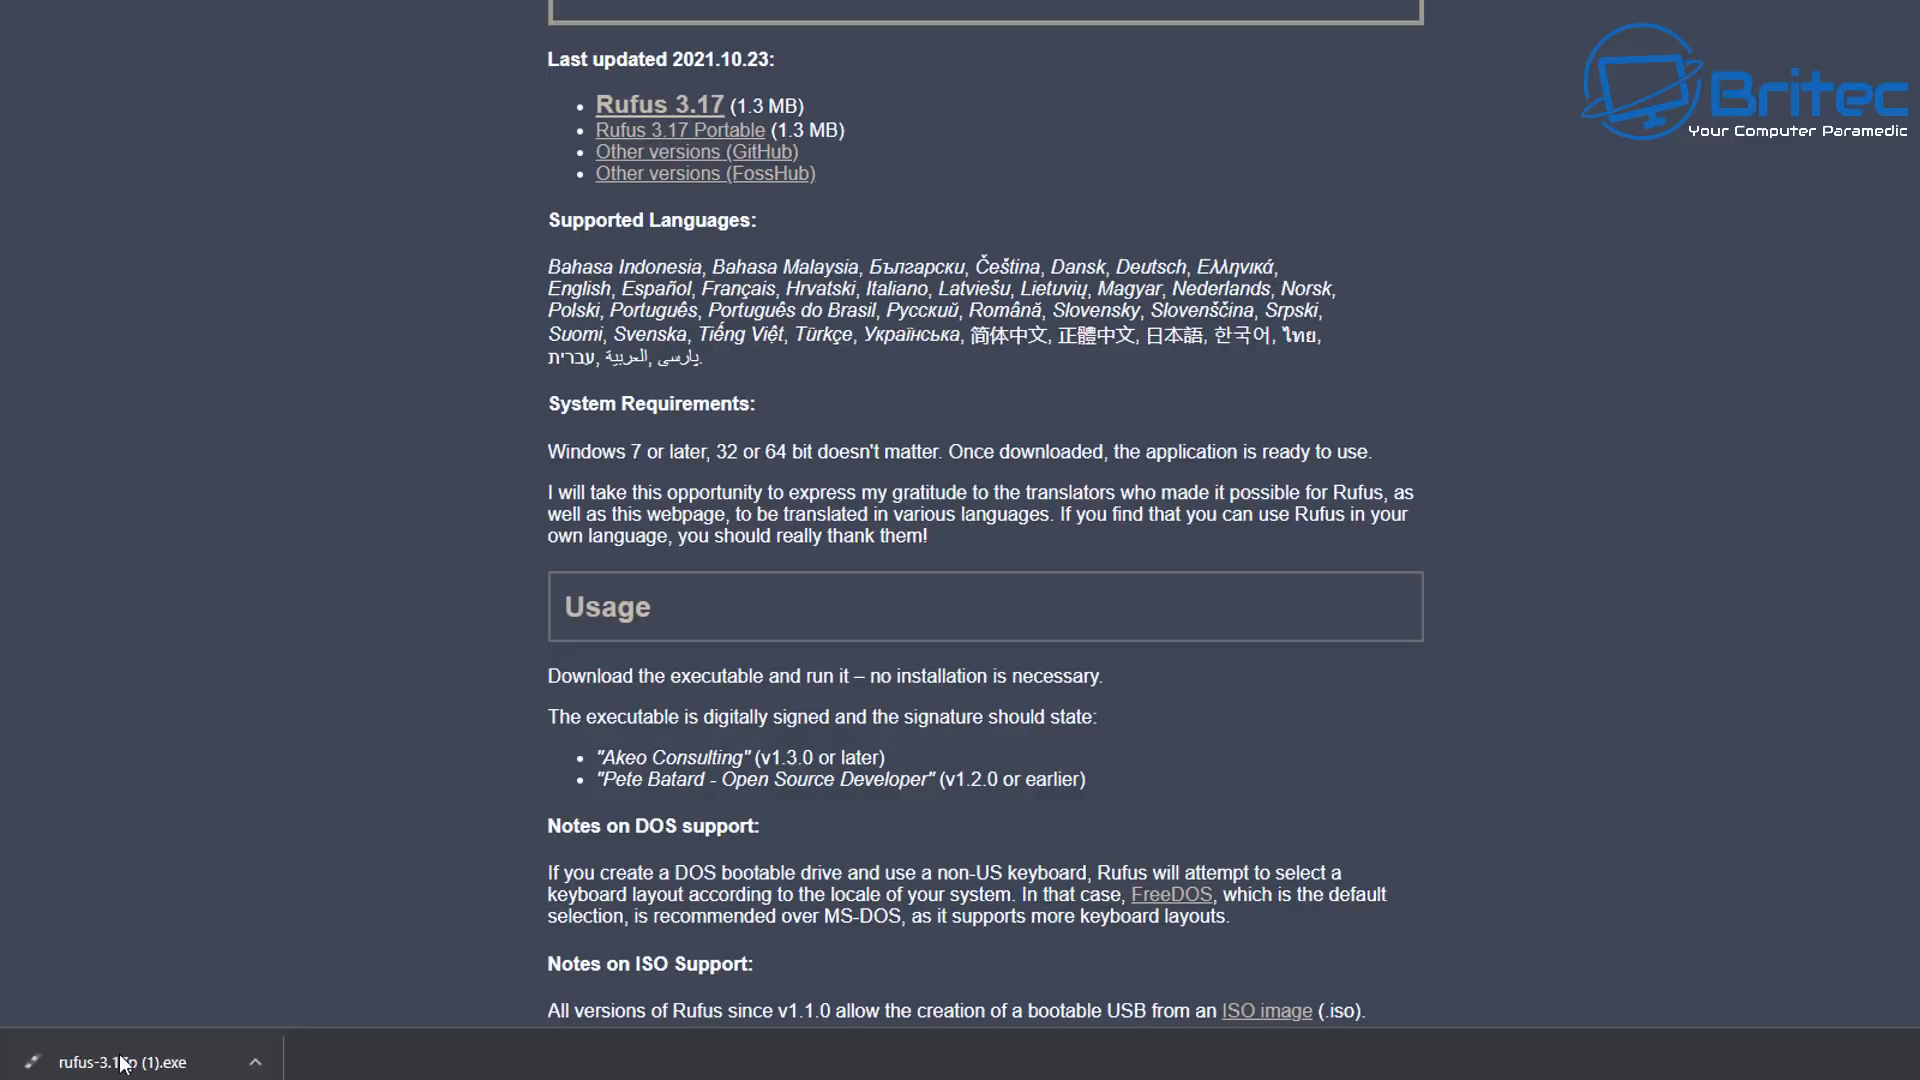 Last updated 2021.10.23:
Britec
Your Computer Paramedic
• Rufus 3.17 (1.3 MB)
• Rufus 3.17 Portable (1.3 MB)
• Other versions (GitHub)
• Other versions (FossHub)
Supported Languages:
Bahasa Indonesia, Bahasa Malaysia, Български, Čeština, Dansk, Deutsch, Ελληνικά,
English, Español, Français, Hrvatski, Italiano, Latviešu, Lietuvių, Magyar, Nederlands, Norsk,
Polski, Português, Português do Brasil, Русский, Română, Slovensky, Slovenščina, Srpski,
Suomi, Svenska, Tiếng Việt, Türkçe, Українська, 简体中文, 正體中文, 日本語, 한국어, ไทย,
עברית, العربية, پارسی.
System Requirements:
Windows 7 or later, 32 or 64 bit doesn't matter. Once downloaded, the application is ready to use.
I will take this opportunity to express my gratitude to the translators who made it possible for Rufus, as
well as this webpage, to be translated in various languages. If you find that you can use Rufus in your
own language, you should really thank them!
Usage
Download the executable and run it – no installation is necessary.
The executable is digitally signed and the signature should state:
• "Akeo Consulting" (v1.3.0 or later)
• "Pete Batard - Open Source Developer" (v1.2.0 or earlier)
Notes on DOS support:
If you create a DOS bootable drive and use a non-US keyboard, Rufus will attempt to select a
keyboard layout according to the locale of your system. In that case, FreeDOS, which is the default
selection, is recommended over MS-DOS, as it supports more keyboard layouts.
Notes on ISO Support:
All versions of Rufus since v1.1.0 allow the creation of a bootable USB from an ISO image (.iso).
(1).exe